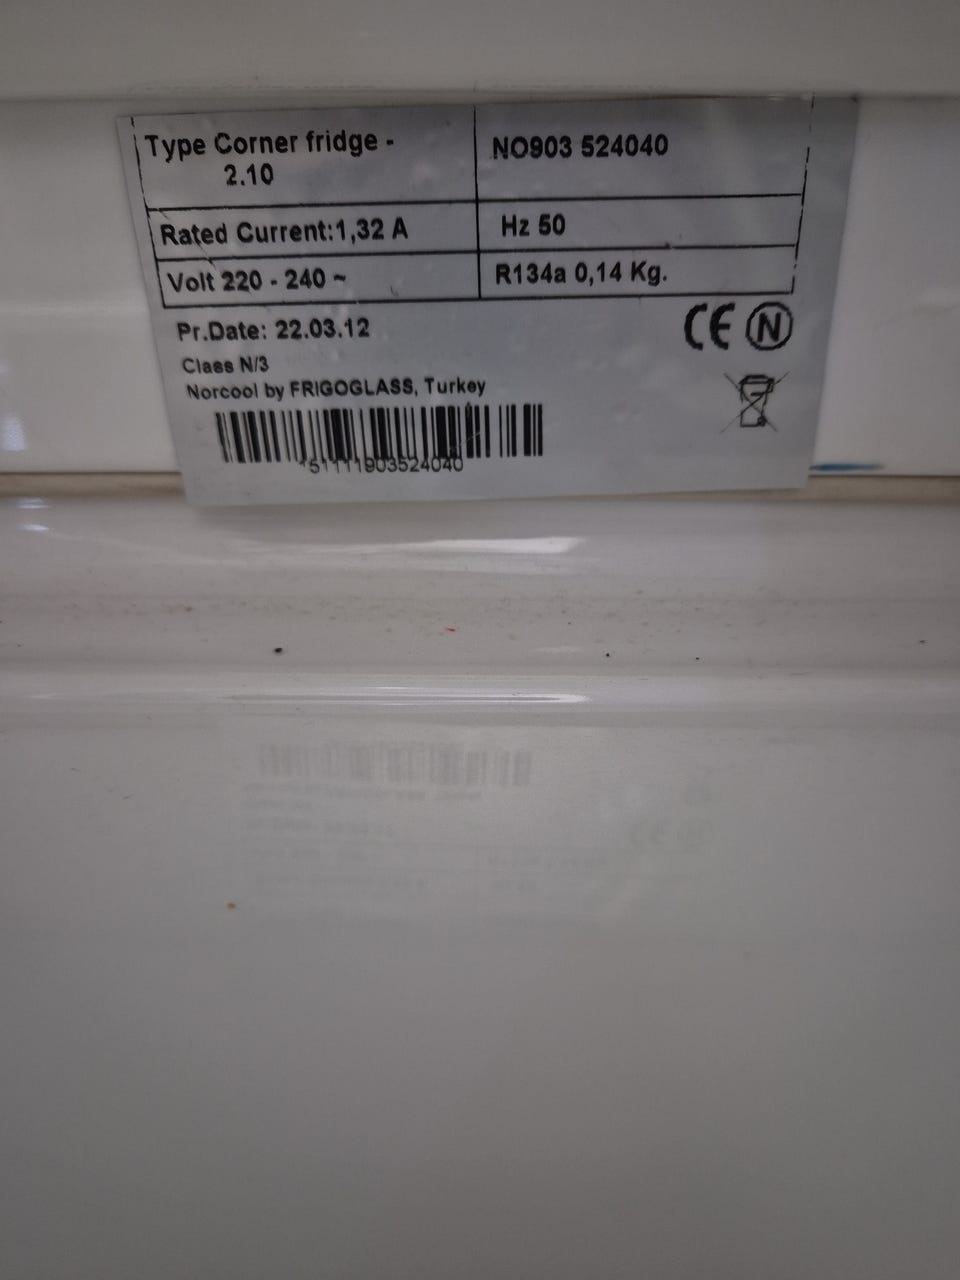 Type Corner fridge -
2.10
NO903 524040
Rated Current:1,32 A
Hz 50
Volt 220 - 240 ~
R134a 0,14 Kg.
Pr.Date: 22.03.12
CE N
Class N/3
Norcool by FRIGOGLASS, Turkey
*51111903524040